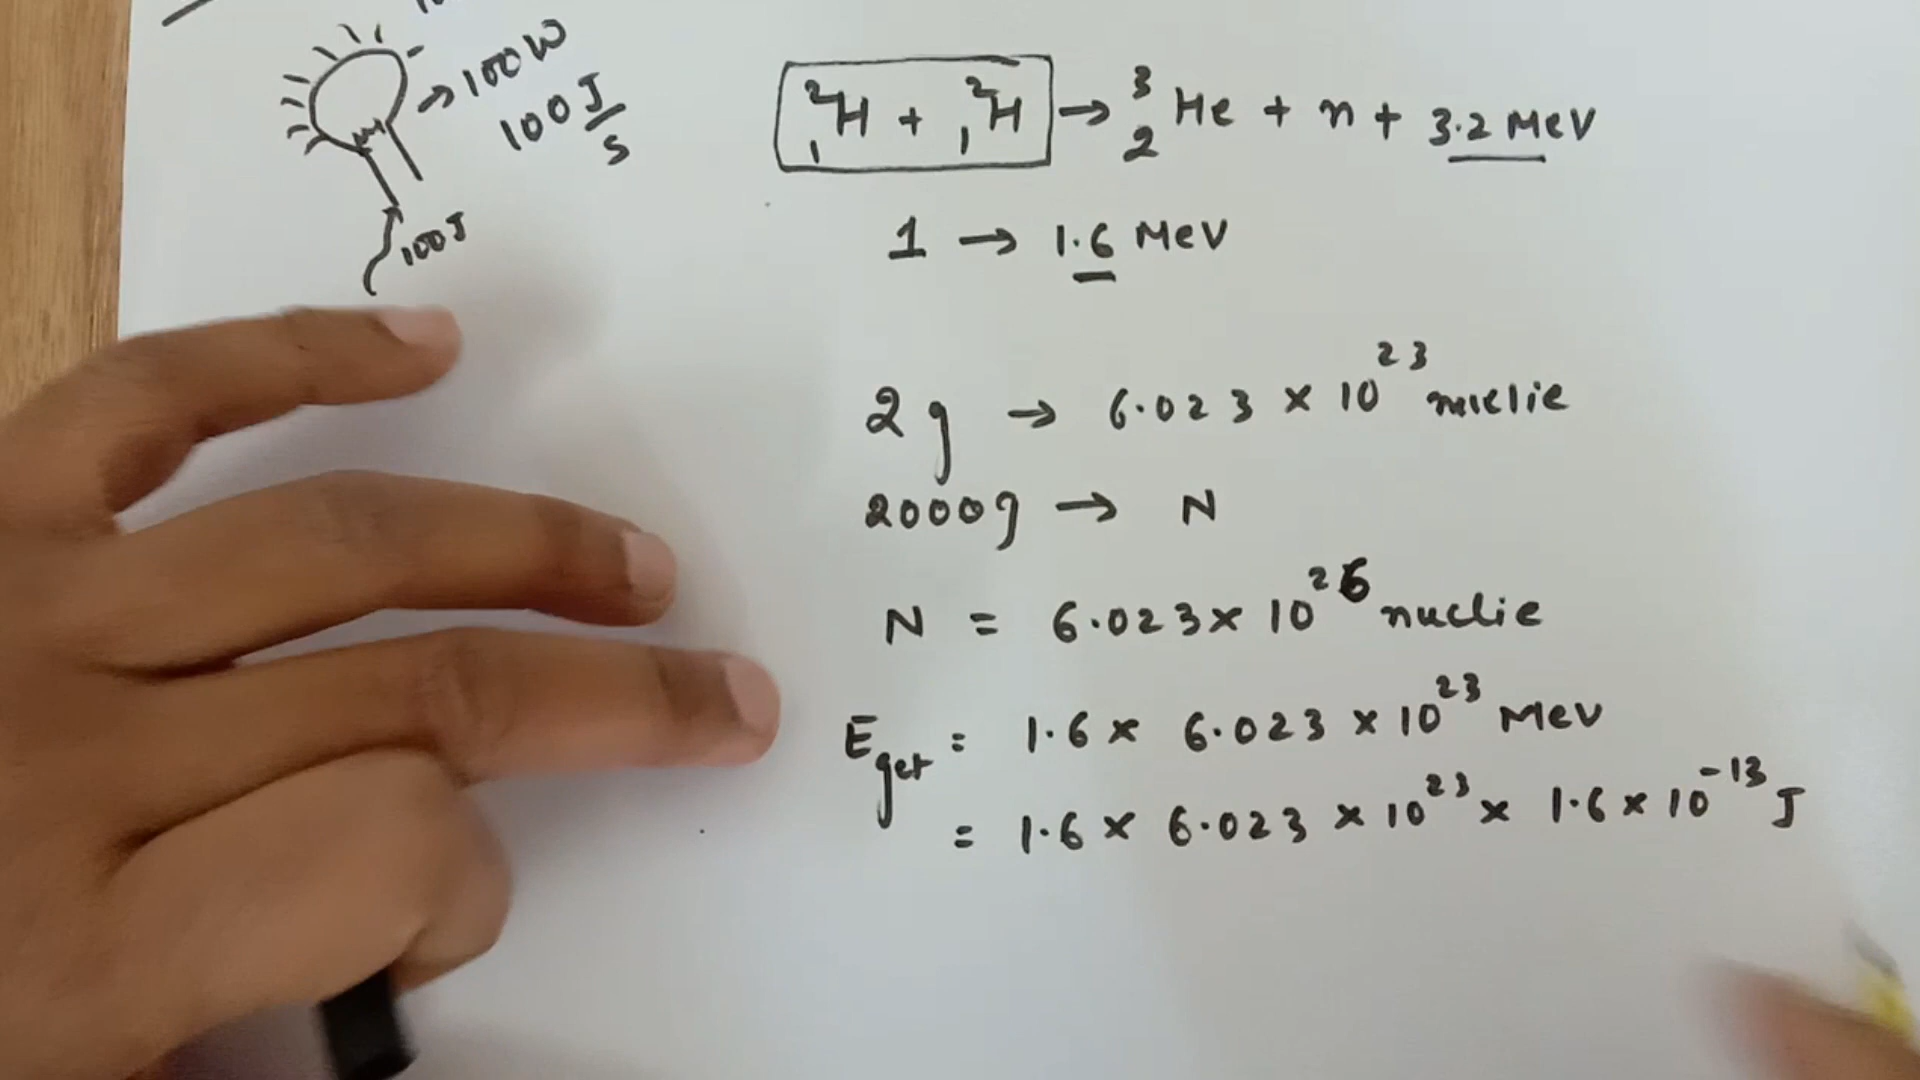 → 100W
100 J/s
100J
²₁H + ²₁H → ³₂He + n + 3.2 MeV
1 → 1.6 MeV
2g → 6.023 × 10²³ nuclie
2000g → N
N = 6.023 × 10²⁶ nuclie
E_get = 1.6 × 6.023 × 10²³ MeV
= 1.6 × 6.023 × 10²³ × 1.6 × 10⁻¹³ J